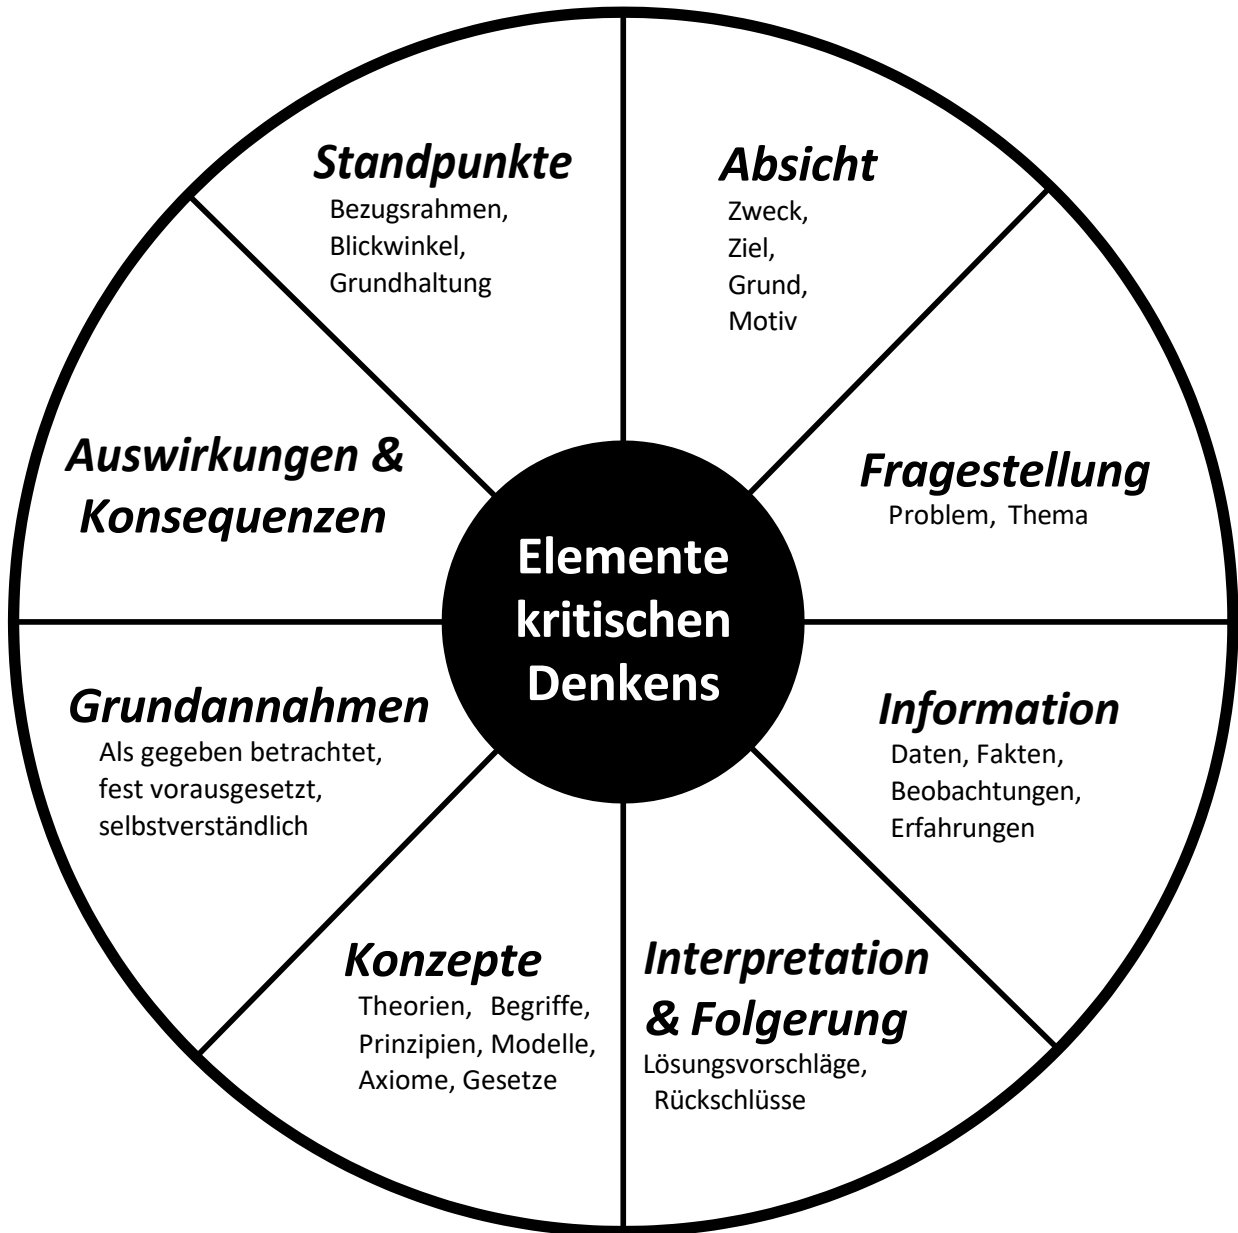 Standpunkte
Bezugsrahmen,
Blickwinkel,
Grundhaltung
Absicht
Zweck,
Ziel,
Grund,
Motiv
Auswirkungen &
Konsequenzen
Fragestellung
Problem, Thema
Elemente
kritischen
Denkens
Grundannahmen
Als gegeben betrachtet,
fest vorausgesetzt,
selbstverständlich
Information
Daten, Fakten,
Beobachtungen,
Erfahrungen
Konzepte
Theorien, Begriffe,
Prinzipien, Modelle,
Axiome, Gesetze
Interpretation
& Folgerung
Lösungsvorschläge,
Rückschlüsse